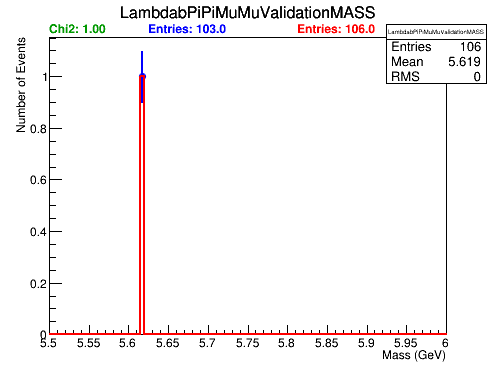 LambdabPiPiMuMuValidationMASS
Chi2: 1.00 Entries: 103.0 Entries: 106.0
LambdabPiPiMuMuValidationMASS
Entries 106
Mean 5.619
RMS 0
Number of Events
1
0.8
0.6
0.4
0.2
0
5.5 5.55 5.6 5.65 5.7 5.75 5.8 5.85 5.9 5.95 6
Mass (GeV)